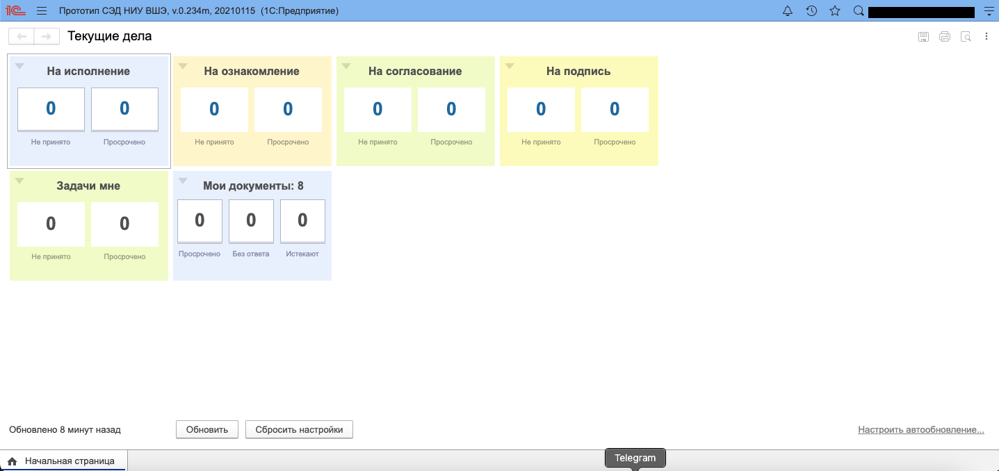 1С Прототип СЭД НИУ ВШЭ, v.0.234m, 20210115 (1С:Предприятие)
Текущие дела
На исполнение На ознакомление На согласование На подпись
0 0 0 0 0 0 0 0
Не принято Просрочено Не принято Просрочено Не принято Просрочено Не принято Просрочено
Задачи мне Мои документы: 8
0 0 0 0 0
Не принято Просрочено Просрочено Без ответа Истекают
Обновлено 8 минут назад Обновить Сбросить настройки Настроить автообновление...
Начальная страница Telegram